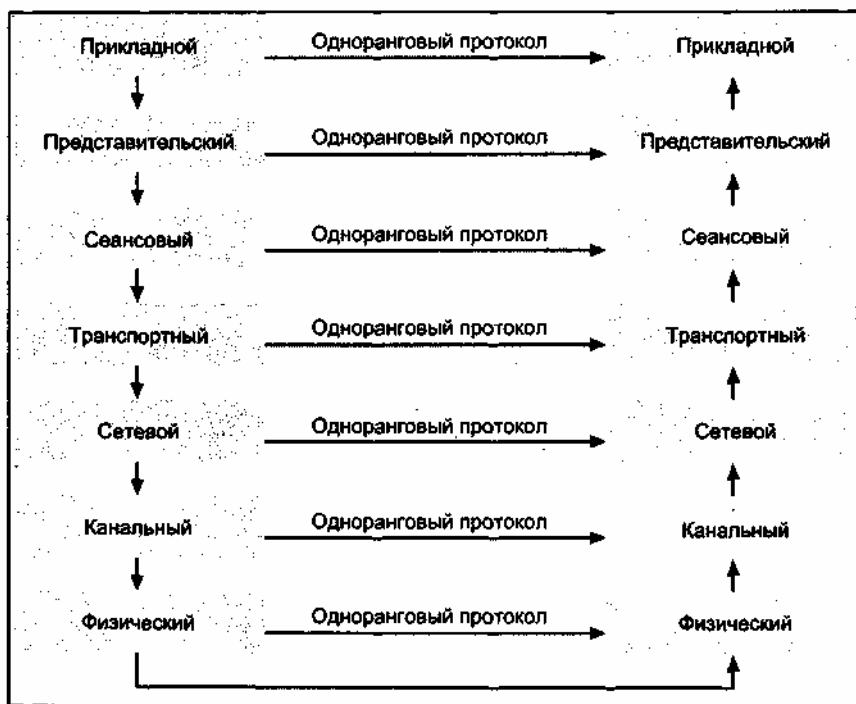 Прикладной Одноранговый протокол Прикладной
Представительский Одноранговый протокол Представительский
Сеансовый Одноранговый протокол Сеансовый
Транспортный Одноранговый протокол Транспортный
Сетевой Одноранговый протокол Сетевой
Канальный Одноранговый протокол Канальный
Физический Одноранговый протокол Физический